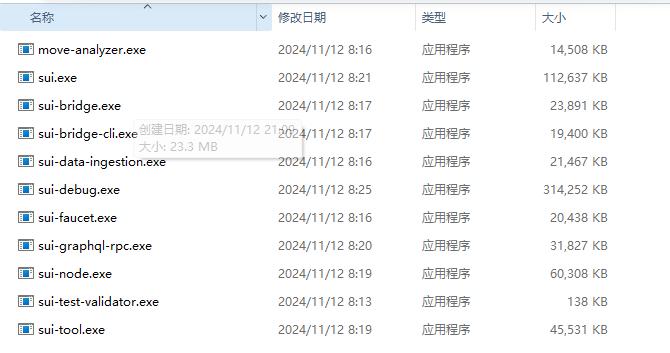 名称 修改日期 类型 大小
move-analyzer.exe 2024/11/12 8:16 应用程序 14,508 KB
sui.exe 2024/11/12 8:21 应用程序 112,637 KB
sui-bridge.exe 2024/11/12 8:17 应用程序 23,891 KB
sui-bridge-cli.exe 2024/11/12 8:17 应用程序 19,400 KB
创建日期: 2024/11/12 21:09
大小: 23.3 MB
sui-data-ingestion.exe 2024/11/12 8:16 应用程序 21,467 KB
sui-debug.exe 2024/11/12 8:25 应用程序 314,252 KB
sui-faucet.exe 2024/11/12 8:16 应用程序 20,438 KB
sui-graphql-rpc.exe 2024/11/12 8:20 应用程序 31,827 KB
sui-node.exe 2024/11/12 8:19 应用程序 60,308 KB
sui-test-validator.exe 2024/11/12 8:13 应用程序 138 KB
sui-tool.exe 2024/11/12 8:19 应用程序 45,531 KB